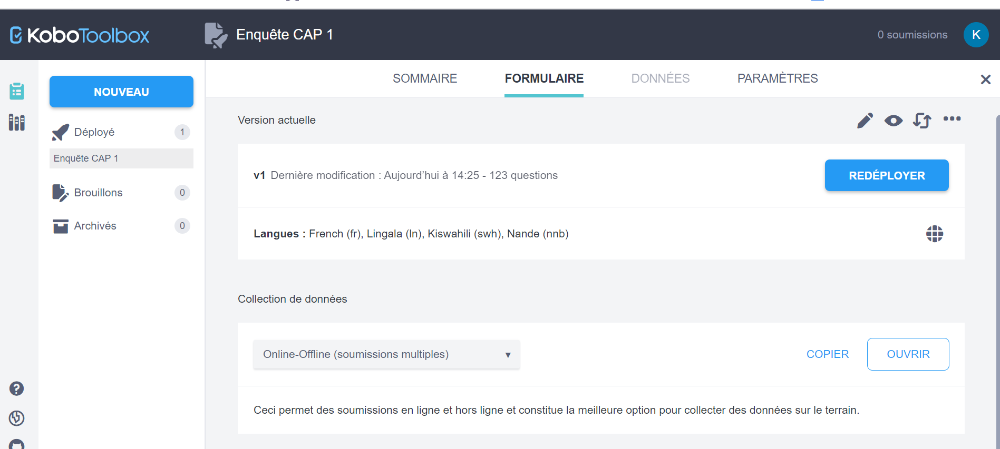 KoboToolbox
Enquête CAP 1
0 soumissions
K
SOMMAIRE
FORMULAIRE
DONNÉES
PARAMÈTRES
NOUVEAU
Déployé
1
Enquête CAP 1
Brouillons
0
Archivés
0
Version actuelle
v1 Dernière modification : Aujourd’hui à 14:25 - 123 questions
REDÉPLOYER
Langues : French (fr), Lingala (ln), Kiswahili (swh), Nande (nnb)
Collection de données
Online-Offline (soumissions multiples)
COPIER
OUVRIR
Ceci permet des soumissions en ligne et hors ligne et constitue la meilleure option pour collecter des données sur le terrain.